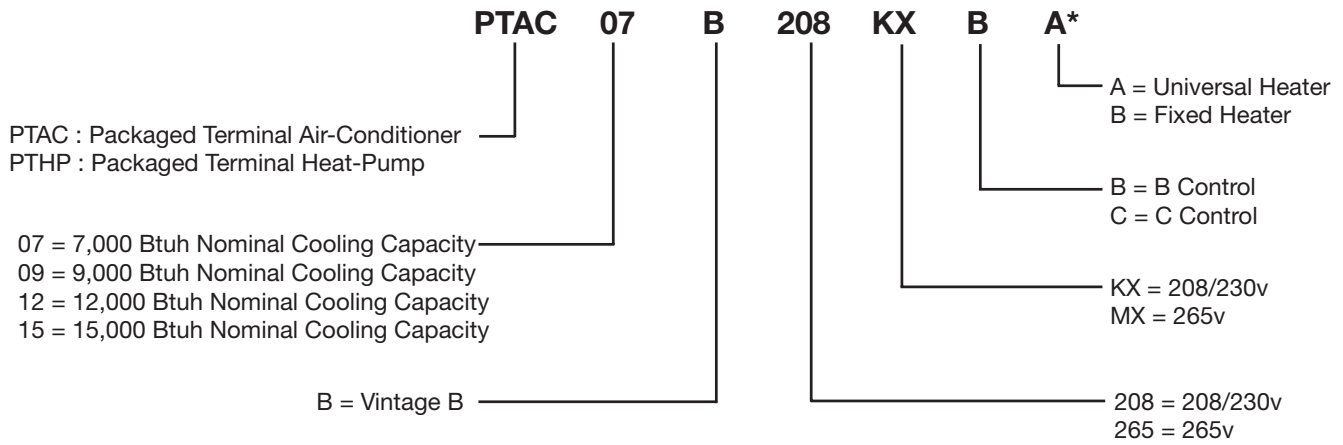 PTAC 07 B 208 KX B A*
A = Universal Heater
B = Fixed Heater
PTAC : Packaged Terminal Air-Conditioner
PTHP : Packaged Terminal Heat-Pump
B = B Control
C = C Control
07 = 7,000 Btuh Nominal Cooling Capacity
09 = 9,000 Btuh Nominal Cooling Capacity
12 = 12,000 Btuh Nominal Cooling Capacity
15 = 15,000 Btuh Nominal Cooling Capacity
KX = 208/230v
MX = 265v
B = Vintage B
208 = 208/230v
265 = 265v